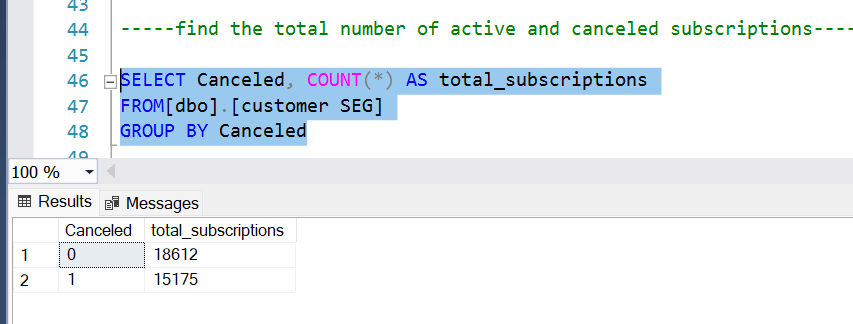 43
44 -----find the total number of active and canceled subscriptions----
45
46 SELECT Canceled, COUNT(*) AS total_subscriptions
47 FROM[dbo].[customer SEG]
48 GROUP BY Canceled
49
100 %
Results Messages
Canceled total_subscriptions
1 0 18612
2 1 15175